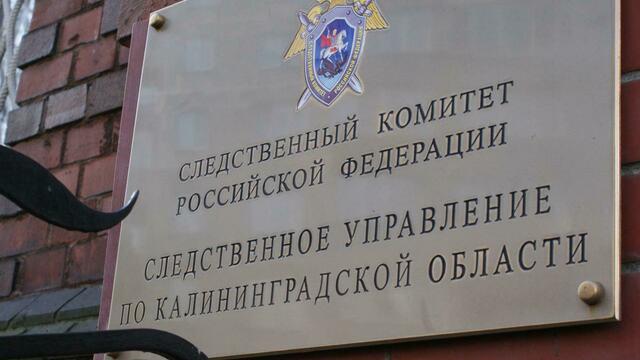 СЛЕДСТВЕННЫЙ КОМИТЕТ
РОССИЙСКОЙ ФЕДЕРАЦИИ
СЛЕДСТВЕННОЕ УПРАВЛЕНИЕ
ПО КАЛИНИНГРАДСКОЙ ОБЛАСТИ